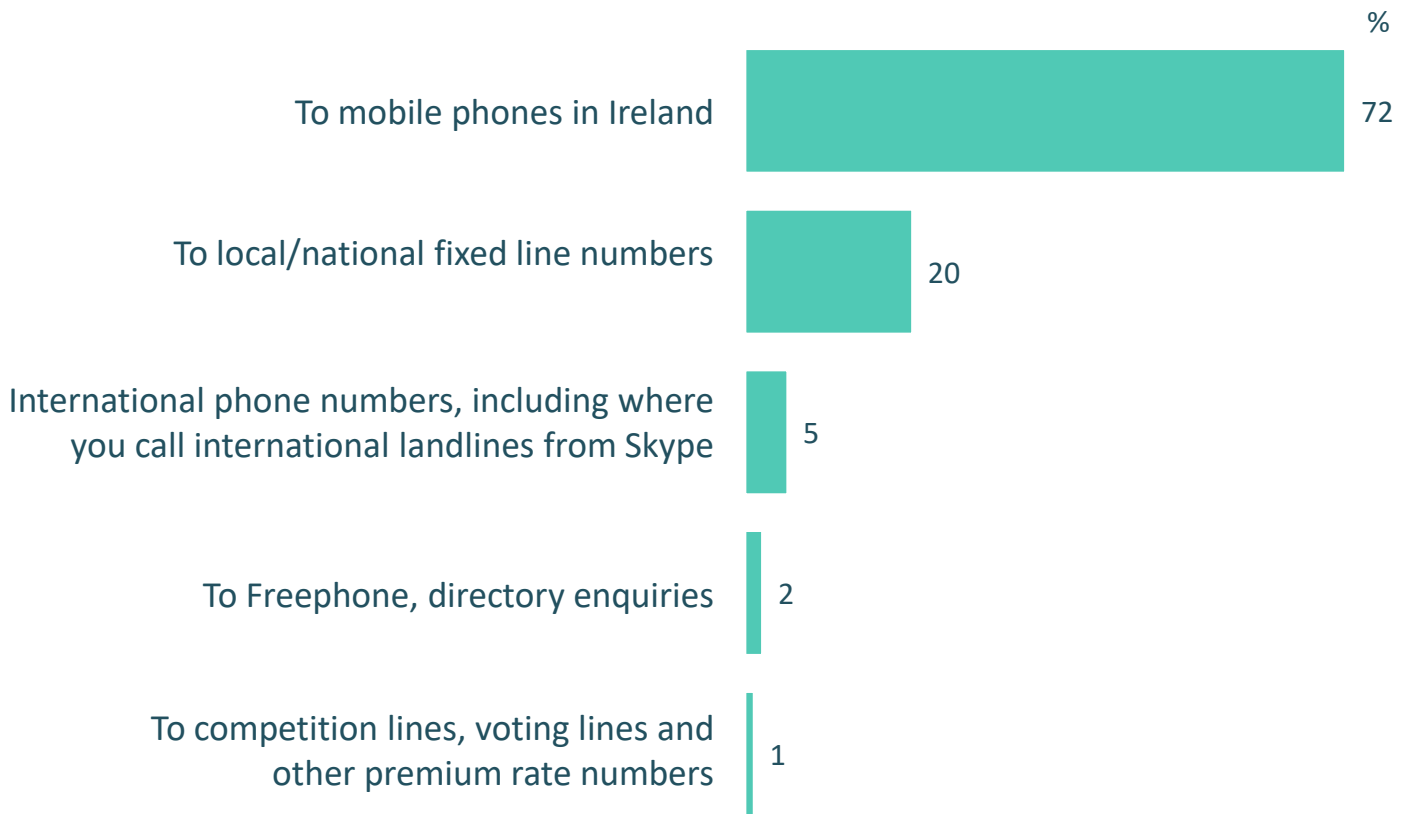 %
To mobile phones in Ireland
72
To local/national fixed line numbers
20
International phone numbers, including where
you call international landlines from Skype
5
To Freephone, directory enquiries
2
To competition lines, voting lines and
other premium rate numbers
1